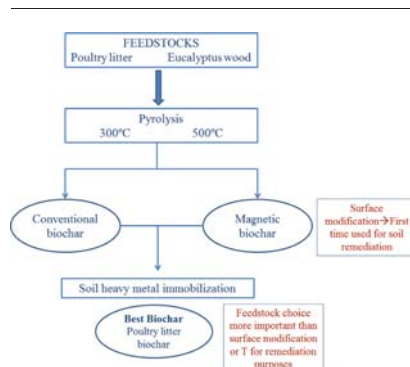 FEEDSTOCKS
Poultry litter Eucalyptus wood
Pyrolysis
300ºC 500ºC
Conventional
biochar
Magnetic
biochar
Surface
modification→First
time used for soil
remediation
Soil heavy metal immobilization
Best Biochar
Poultry litter
biochar
Feedstock choice
more important than
surface modification
or T for remediation
purposes